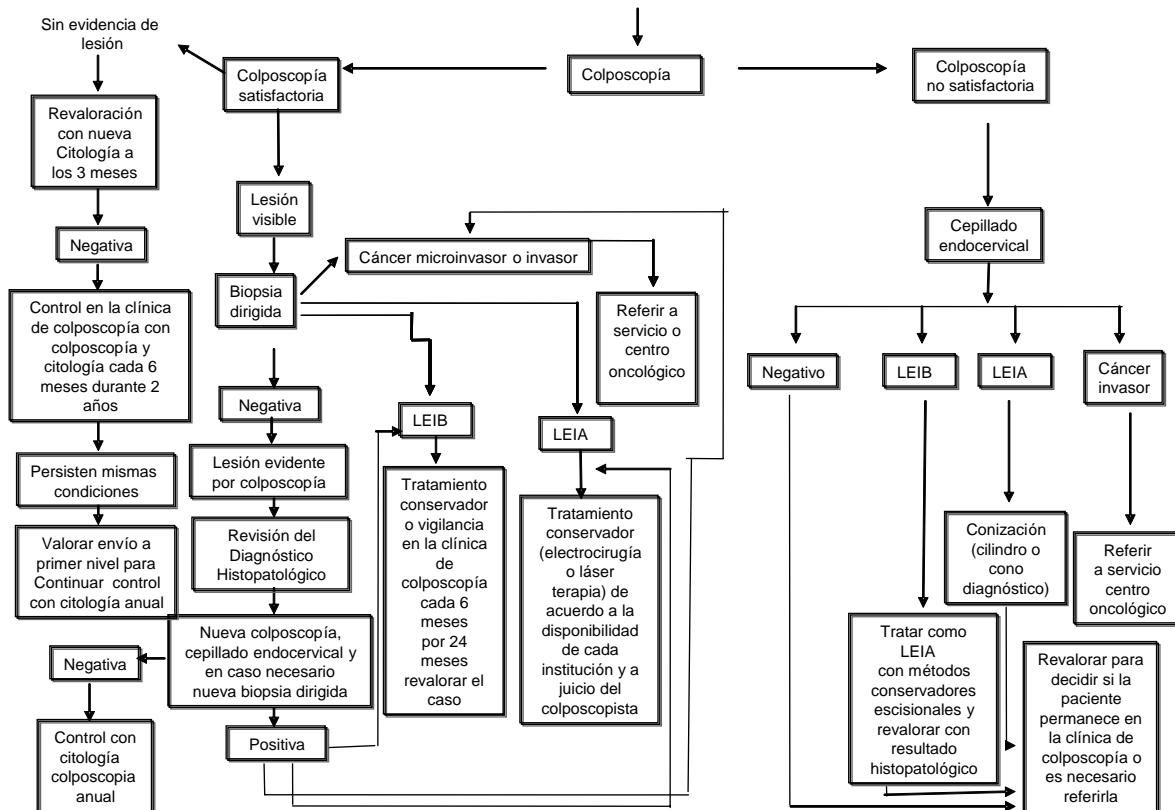 Sin evidencia de
lesión
Colposcopía
satisfactoria
Colposcopía
Colposcopía
no satisfactoria
Revaloración
con nueva
Citología a
los 3 meses
Negativa
Control en la clínica
de colposcopía con
colposcopía y
citología cada 6
meses durante 2
años
Persisten mismas
condiciones
Valorar envío a
primer nivel para
Continuar control
con citología anual
Lesión
visible
Biopsia
dirigida
Negativa
Lesión evidente
por colposcopía
Revisión del
Diagnóstico
Histopatológico
Nueva colposcopía,
cepillado endocervical y
en caso necesario
nueva biopsia dirigida
Negativa
Control con
citología
colposcopia
anual
Positiva
Cáncer microinvasor o invasor
Referir a
servicio o
centro
oncológico
LEIB
Tratamiento
conservador
o vigilancia
en la clínica
de
colposcopía
cada 6
meses
por 24
meses
revalorar el
caso
LEIA
Tratamiento
conservador
(electrocirugía
o láser
terapia) de
acuerdo a la
disponibilidad
de cada
institución y a
juicio del
colposcopista
Cepillado
endocervical
Negativo
LEIB
LEIA
Cáncer
invasor
Tratar como
LEIA
con métodos
conservadores
escisionales y
revalorar con
resultado
histopatológico
Conización
(cilindro o
cono
diagnóstico)
Referir
a servicio
centro
oncológico
Revalorar para
decidir si la
paciente
permanece en
la clínica de
colposcopía o
es necesario
referirla